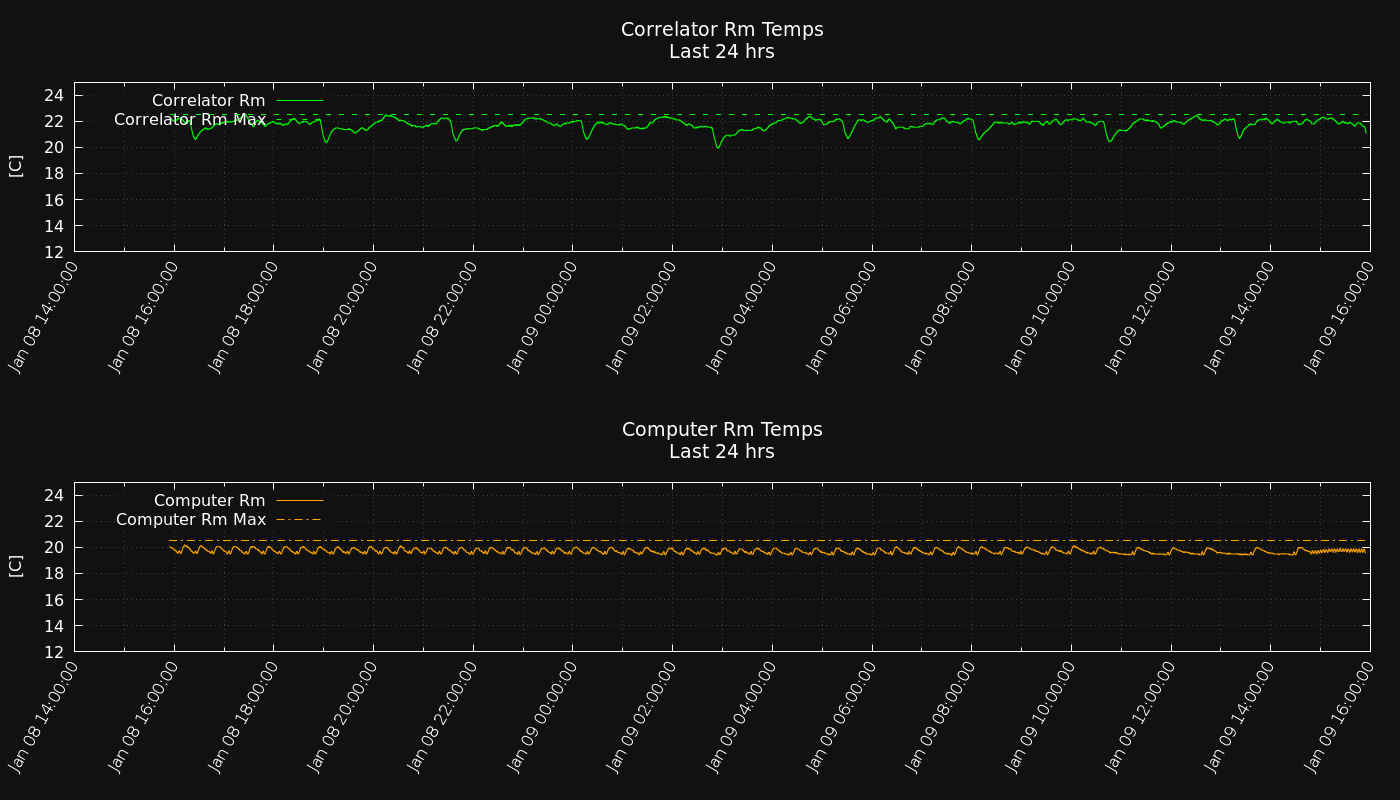 Correlator Rm Temps
Last 24 hrs
Correlator Rm
Correlator Rm Max
24
22
20
18
16
14
12
[C]
Jan 08 14:00:00
Jan 08 16:00:00
Jan 08 18:00:00
Jan 08 20:00:00
Jan 08 22:00:00
Jan 09 00:00:00
Jan 09 02:00:00
Jan 09 04:00:00
Jan 09 06:00:00
Jan 09 08:00:00
Jan 09 10:00:00
Jan 09 12:00:00
Jan 09 14:00:00
Jan 09 16:00:00
Computer Rm Temps
Last 24 hrs
Computer Rm
Computer Rm Max
24
22
20
18
16
14
12
[C]
Jan 08 14:00:00
Jan 08 16:00:00
Jan 08 18:00:00
Jan 08 20:00:00
Jan 08 22:00:00
Jan 09 00:00:00
Jan 09 02:00:00
Jan 09 04:00:00
Jan 09 06:00:00
Jan 09 08:00:00
Jan 09 10:00:00
Jan 09 12:00:00
Jan 09 14:00:00
Jan 09 16:00:00